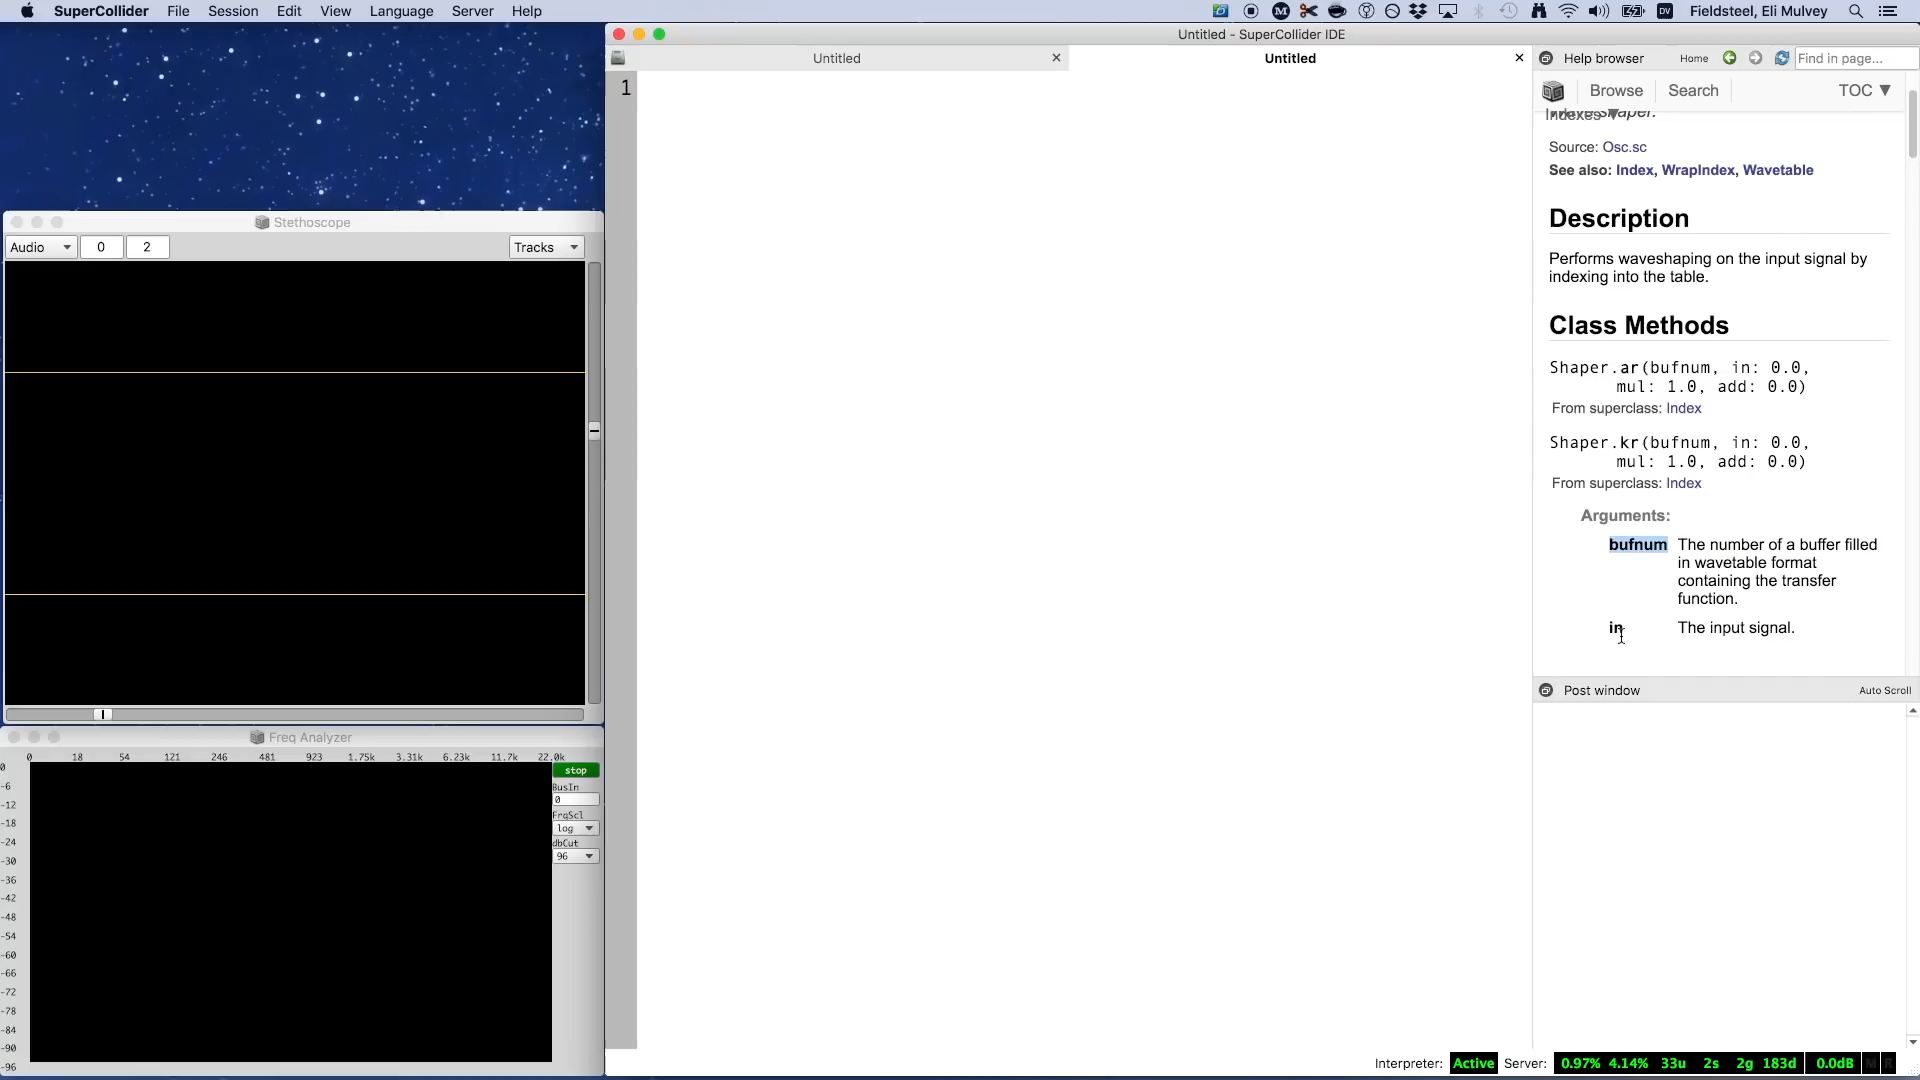 SuperCollider File Session Edit View Language Server Help
Fieldsteel, Eli Mulvey
Untitled - SuperCollider IDE
Untitled
Untitled
Help browser Home Find in page...
Browse Search TOC ▼
Source: Osc.sc
See also: Index, WrapIndex, Wavetable
Description
Performs waveshaping on the input signal by
indexing into the table.
Class Methods
Shaper.ar(bufnum, in: 0.0,
mul: 1.0, add: 0.0)
From superclass: Index
Shaper.kr(bufnum, in: 0.0,
mul: 1.0, add: 0.0)
From superclass: Index
Arguments:
bufnum The number of a buffer filled
in wavetable format
containing the transfer
function.
in The input signal.
Post window Auto Scroll
1
Stethoscope
Audio 0 2 Tracks
Freq Analyzer
0 18 54 121 246 481 923 1.75k 3.31k 6.23k 11.7k 22.0k
0
-6
-12
-18
-24
-30
-36
-42
-48
-54
-60
-66
-72
-78
-84
-90
-96
stop
BusIn
0
FrqScl
log
dbCut
96
Interpreter: Active Server: 0.97% 4.14% 33u 2s 2g 183d 0.0dB M R